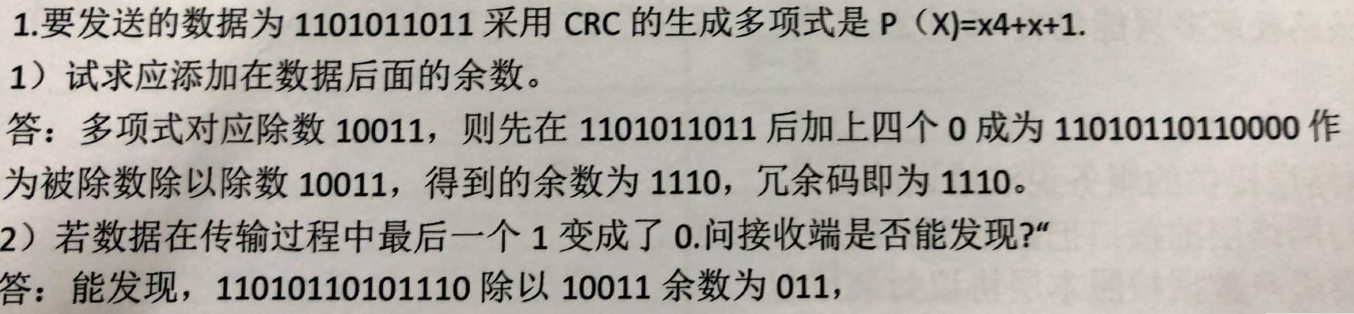 1.要发送的数据为 1101011011 采用 CRC 的生成多项式是 P（X)=x4+x+1.
1）试求应添加在数据后面的余数。
答：多项式对应除数 10011，则先在 1101011011 后加上四个 0 成为 11010110110000 作
为被除数除以除数 10011，得到的余数为 1110，冗余码即为 1110。
2）若数据在传输过程中最后一个 1 变成了 0.问接收端是否能发现?“
答：能发现，11010110101110 除以 10011 余数为 011，